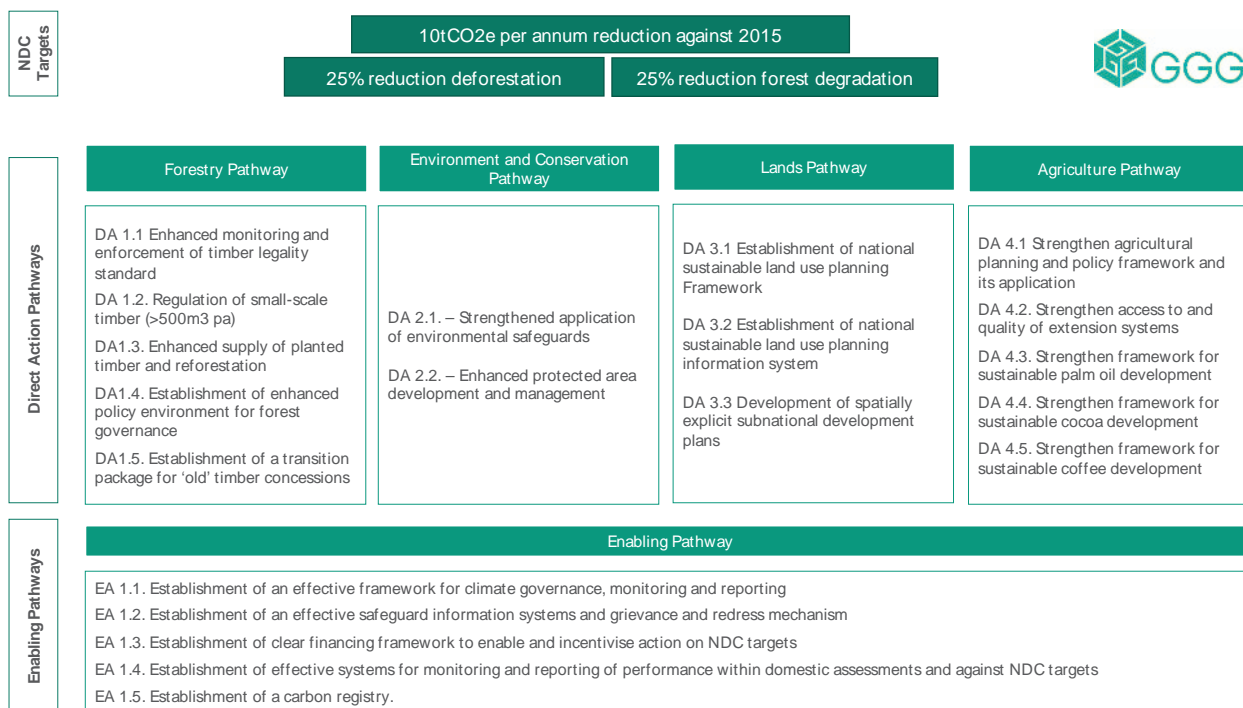 NDC
Targets
10tCO2e per annum reduction against 2015
25% reduction deforestation
25% reduction forest degradation
GGG
Direct Action Pathways
Forestry Pathway
DA 1.1 Enhanced monitoring and
enforcement of timber legality
standard
DA 1.2. Regulation of small-scale
timber (>500m3 pa)
DA1.3. Enhanced supply of planted
timber and reforestation
DA1.4. Establishment of enhanced
policy environment for forest
governance
DA1.5. Establishment of a transition
package for ‘old’ timber concessions
Environment and Conservation
Pathway
DA 2.1. – Strengthened application
of environmental safeguards
DA 2.2. – Enhanced protected area
development and management
Lands Pathway
DA 3.1 Establishment of national
sustainable land use planning
Framework
DA 3.2 Establishment of national
sustainable land use planning
information system
DA 3.3 Development of spatially
explicit subnational development
plans
Agriculture Pathway
DA 4.1 Strengthen agricultural
planning and policy framework and
its application
DA 4.2. Strengthen access to and
quality of extension systems
DA 4.3. Strengthen framework for
sustainable palm oil development
DA 4.4. Strengthen framework for
sustainable cocoa development
DA 4.5. Strengthen framework for
sustainable coffee development
Enabling Pathways
Enabling Pathway
EA 1.1. Establishment of an effective framework for climate governance, monitoring and reporting
EA 1.2. Establishment of an effective safeguard information systems and grievance and redress mechanism
EA 1.3. Establishment of clear financing framework to enable and incentivise action on NDC targets
EA 1.4. Establishment of effective systems for monitoring and reporting of performance within domestic assessments and against NDC targets
EA 1.5. Establishment of a carbon registry.